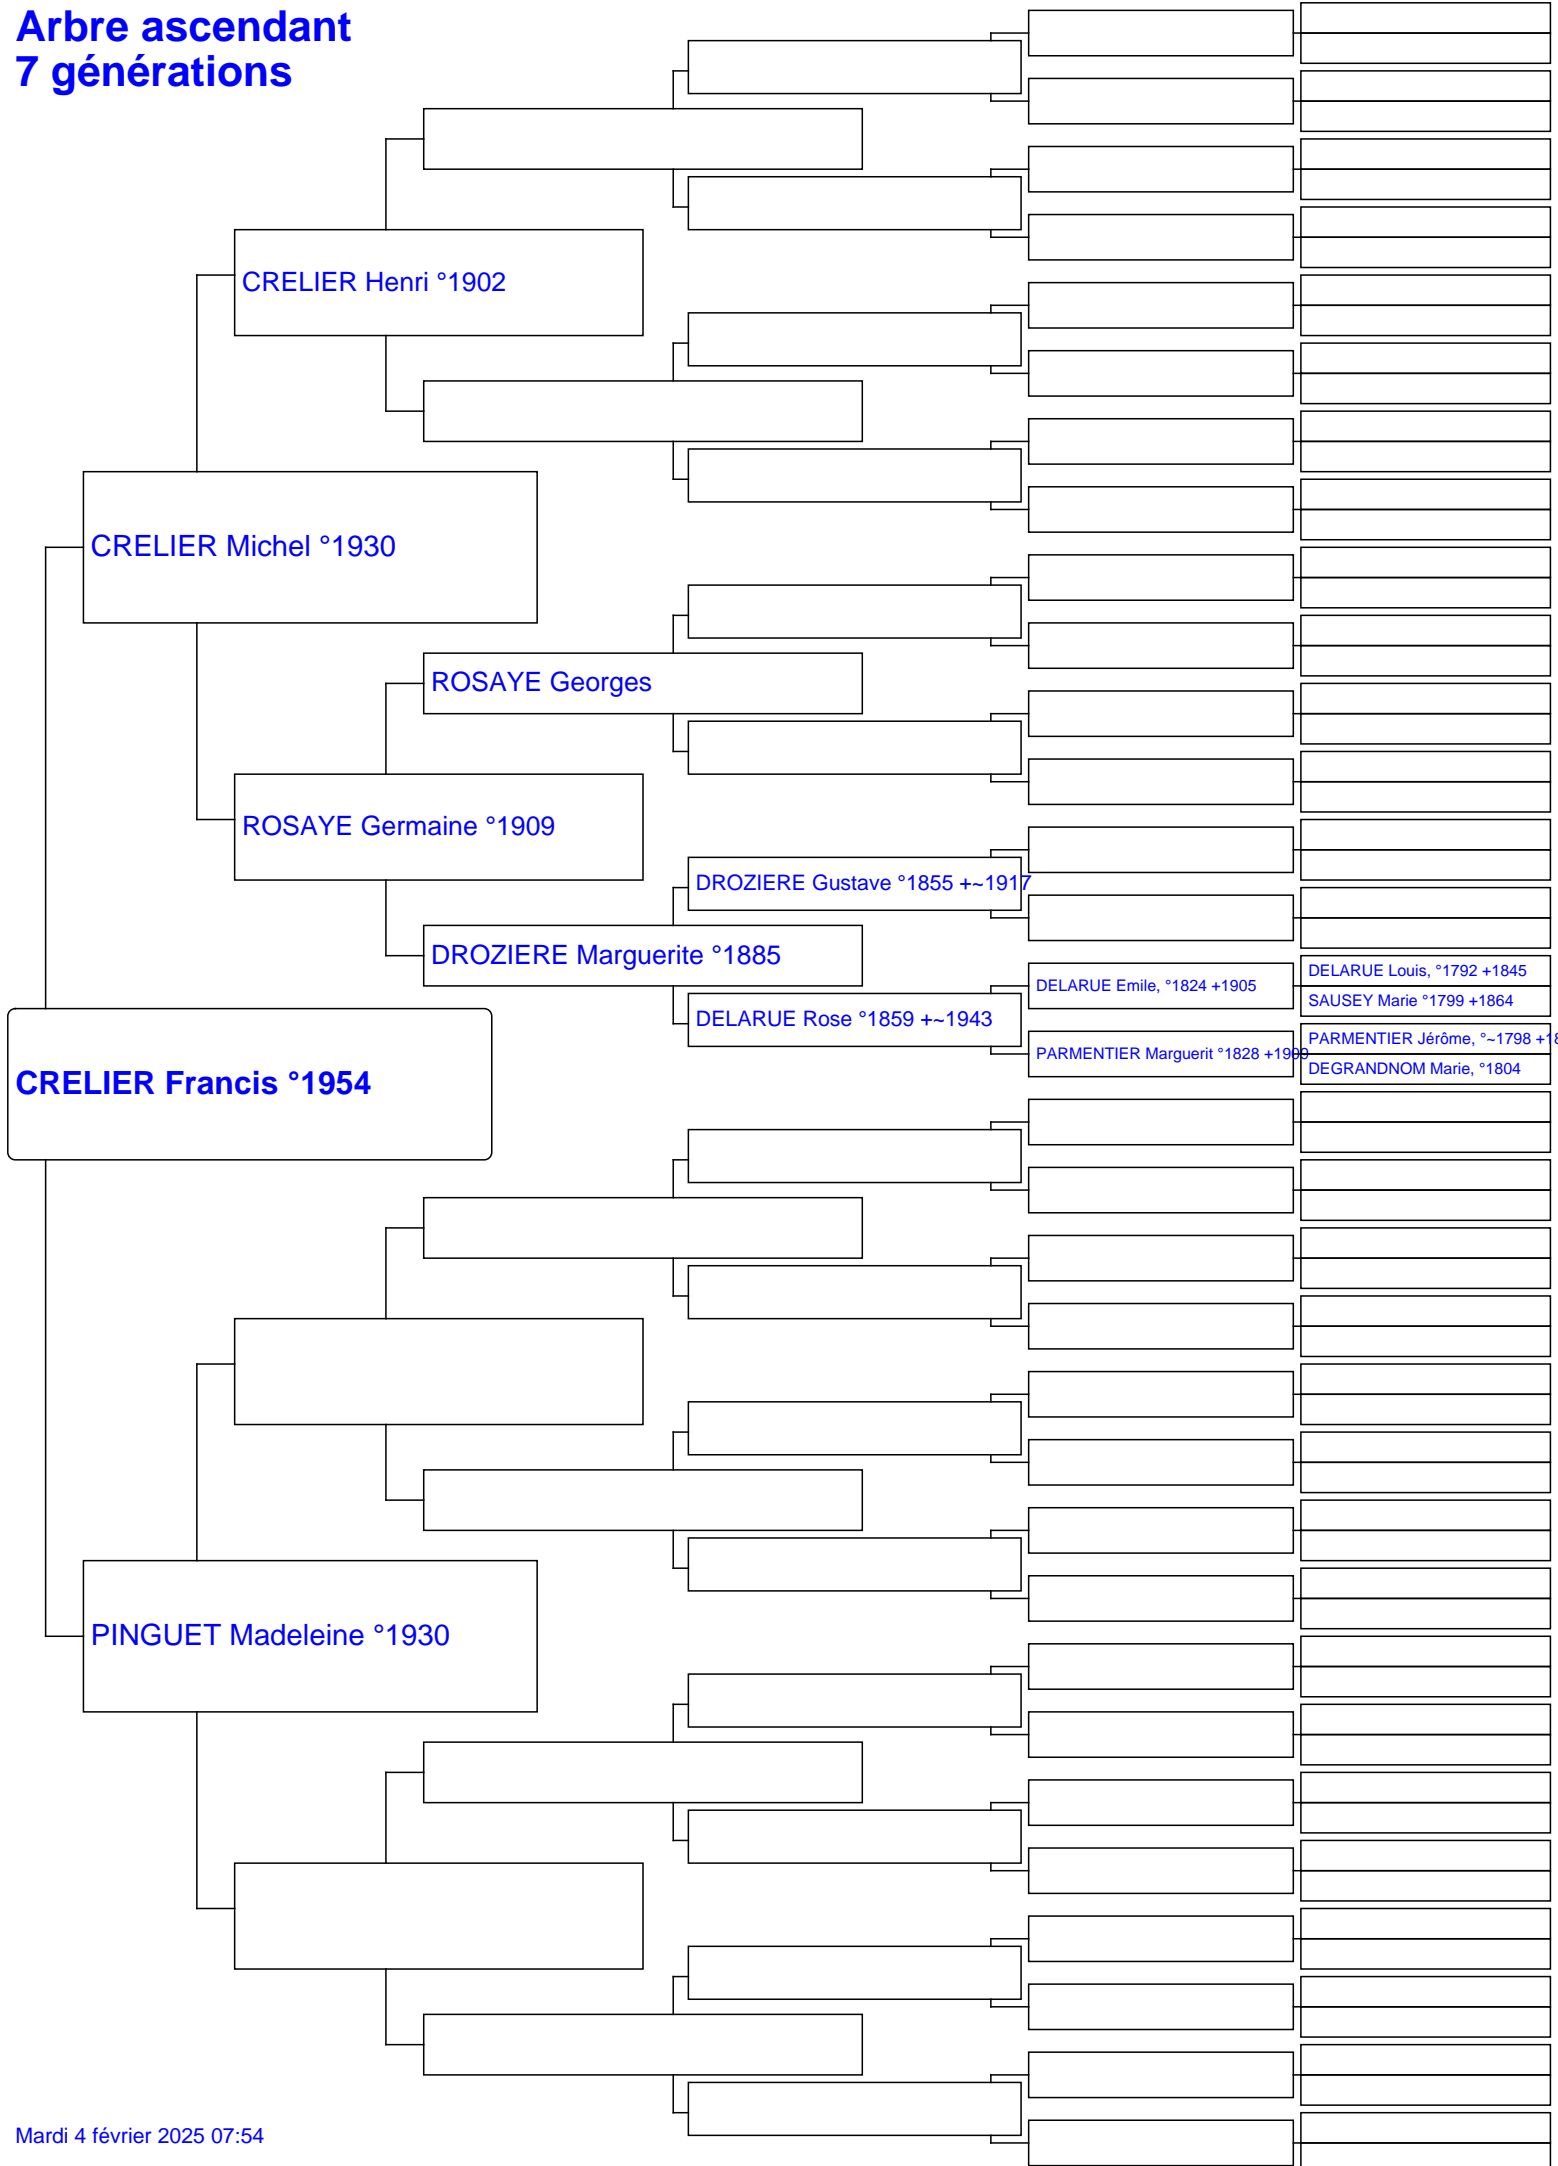 Arbre ascendant
7 générations
CRELIER Henri °1902
CRELIER Michel °1930
ROSAYE Georges
ROSAYE Germaine °1909
DROZIERE Gustave °1855 +~1917
DROZIERE Marguerite °1885
DELARUE Louis, °1792 +1845
DELARUE Emile, °1824 +1905
SAUSEY Marie °1799 +1864
DELARUE Rose °1859 +~1943
PARMENTIER Jérôme, °~1798
PARMENTIER Marguerit °1828 +1909
DEGRANDNOM Marie, °1804
CRELIER Francis °1954
PINGUET Madeleine °1930
Mardi 4 février 2025 07:54